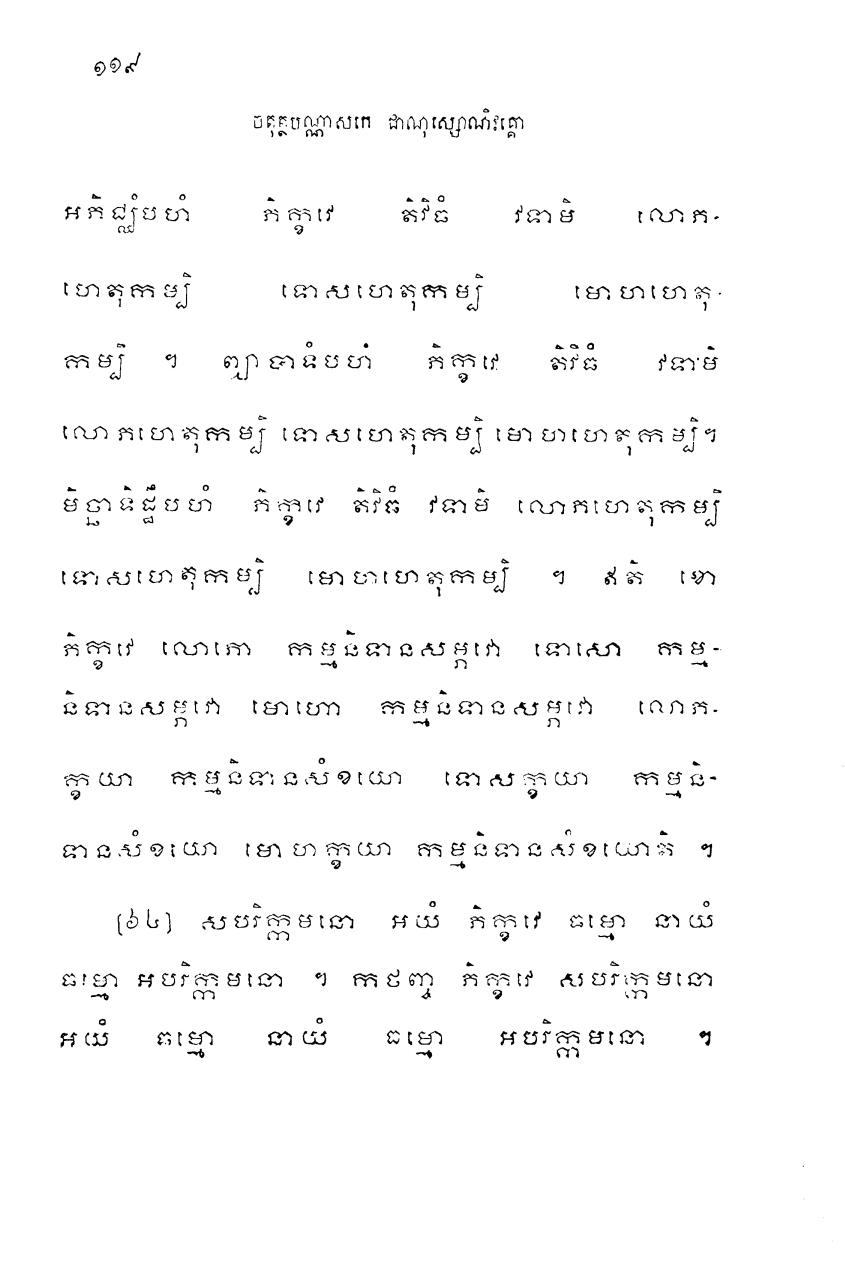 ១១៩
ចតុត្ថបណ្ណាសកេ ជាណុស្សោណិវគ្គោ
អភិជ្ឈំបហំ ភិក្ខវេ តិវិធំ វទាមិ លោភ-
ហេតុកម្បិ ទោសហេតុកម្បិ មោហហេតុ-
កម្បិ ។ ព្យាបាទំបហំ ភិក្ខវេ តិវិធំ វទាមិ
លោភហេតុកម្បិ ទោសហេតុកម្បិ មោហហេតុកម្បិ។
មិច្ឆាទិដ្ឋឹបហំ ភិក្ខវេ តិវិធំ វទាមិ លោភហេតុកម្បិ
ទោសហេតុកម្បិ មោហហេតុកម្បិ ។ ឥតិ ខោ
ភិក្ខវេ លោភោ កម្មនិទានសម្ភវោ ទោសោ កម្ម-
និទានសម្ភវោ មោហោ កម្មនិទានសម្ភវោ លោភ-
ក្ខយា កម្មនិទានសំខយោ ទោសក្ខយា កម្មនិ-
ទានសំខយោ មោហក្ខយា កម្មនិទានសំខយោតិ ។
[៦៤] សបរិក្កមនោ អយំ ភិក្ខវេ ធម្មោ នាយំ
ធម្មោ អបរិក្កមនោ ។ កថញ្ច ភិក្ខវេ សបរិក្កមនោ
អយំ ធម្មោ នាយំ ធម្មោ អបរិក្កមនោ ។